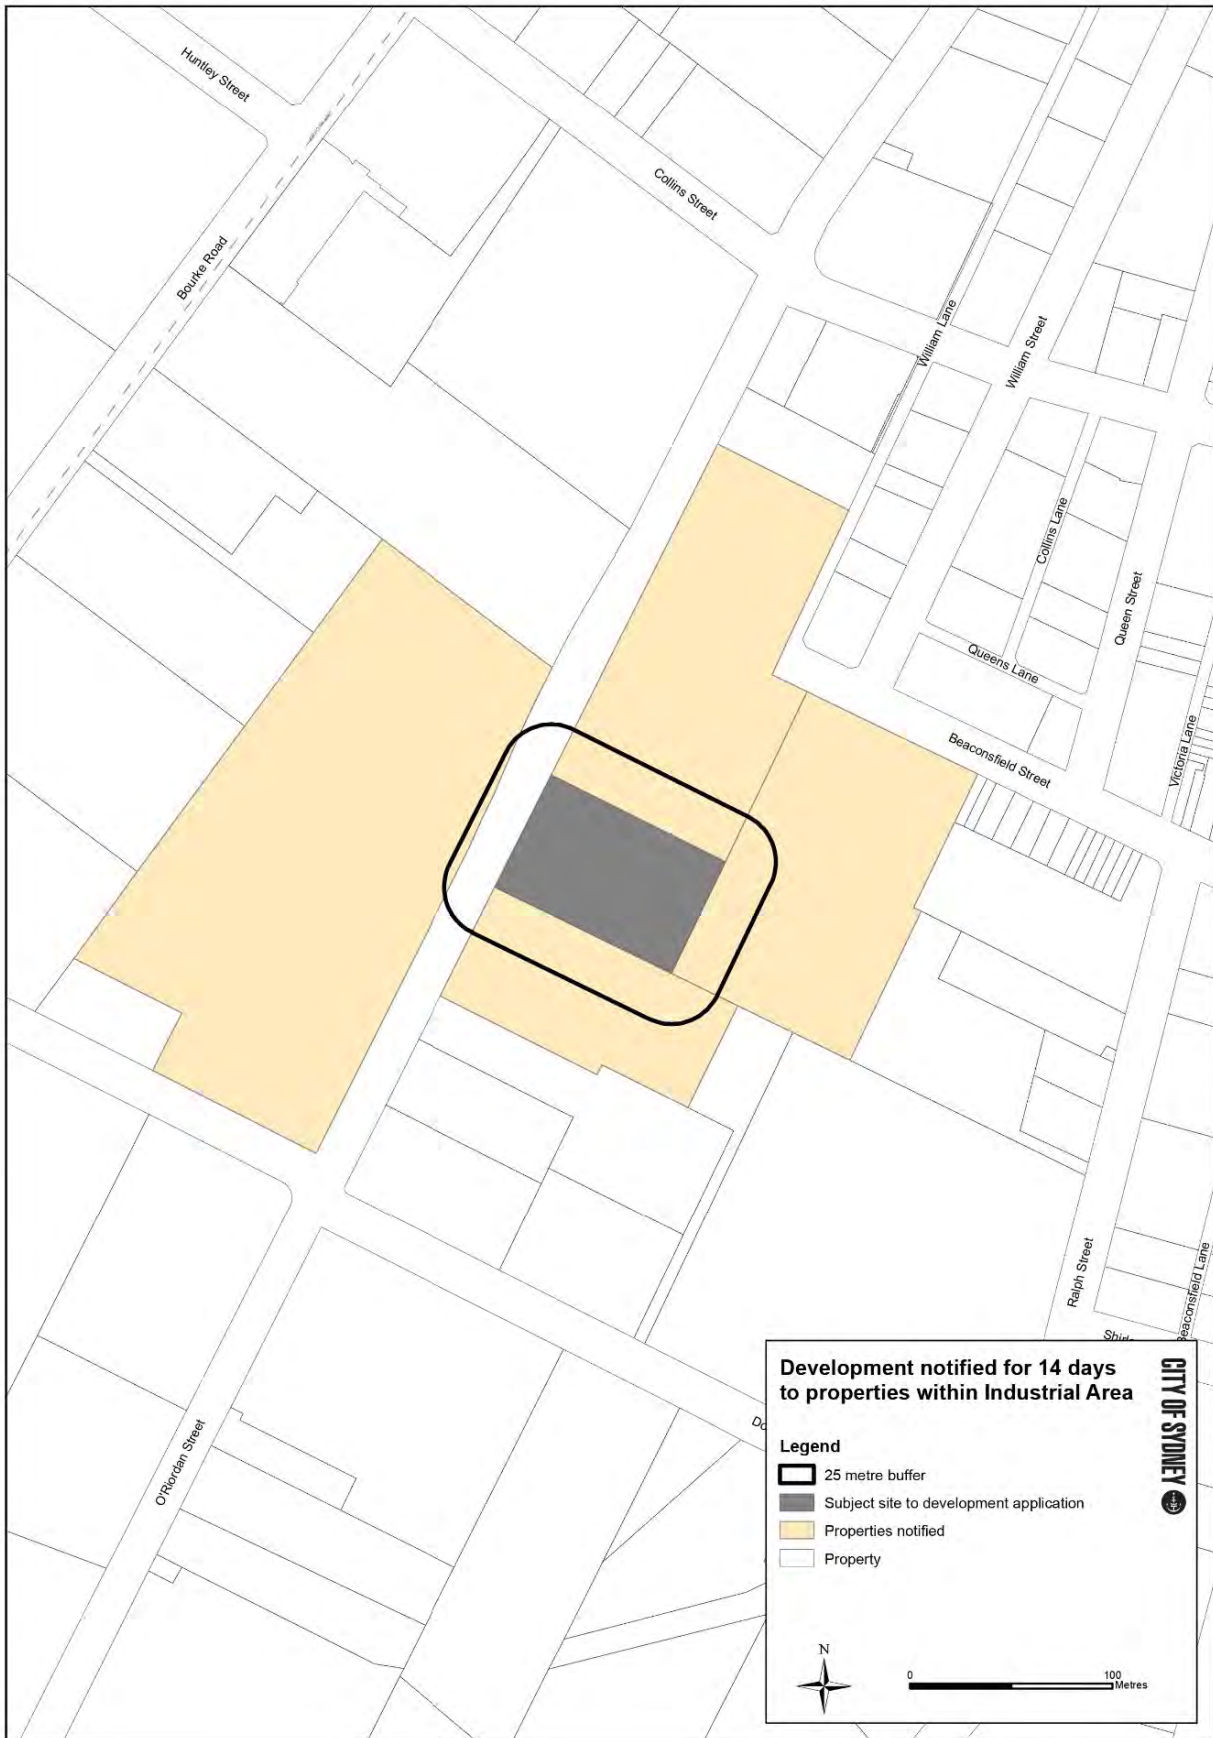 Huntley Street
Collins Street
Bourke Road
William Lane
William Street
Collins Lane
Queen Street
Queens Lane
Beaconsfield Street
Victoria Lane
Ralph Street
Beaconsfield Lane
O'Riordan Street
Development notified for 14 days
to properties within Industrial Area
CITY OF SYDNEY
Legend
25 metre buffer
Subject site to development application
Properties notified
Property
N
0 100
Metres